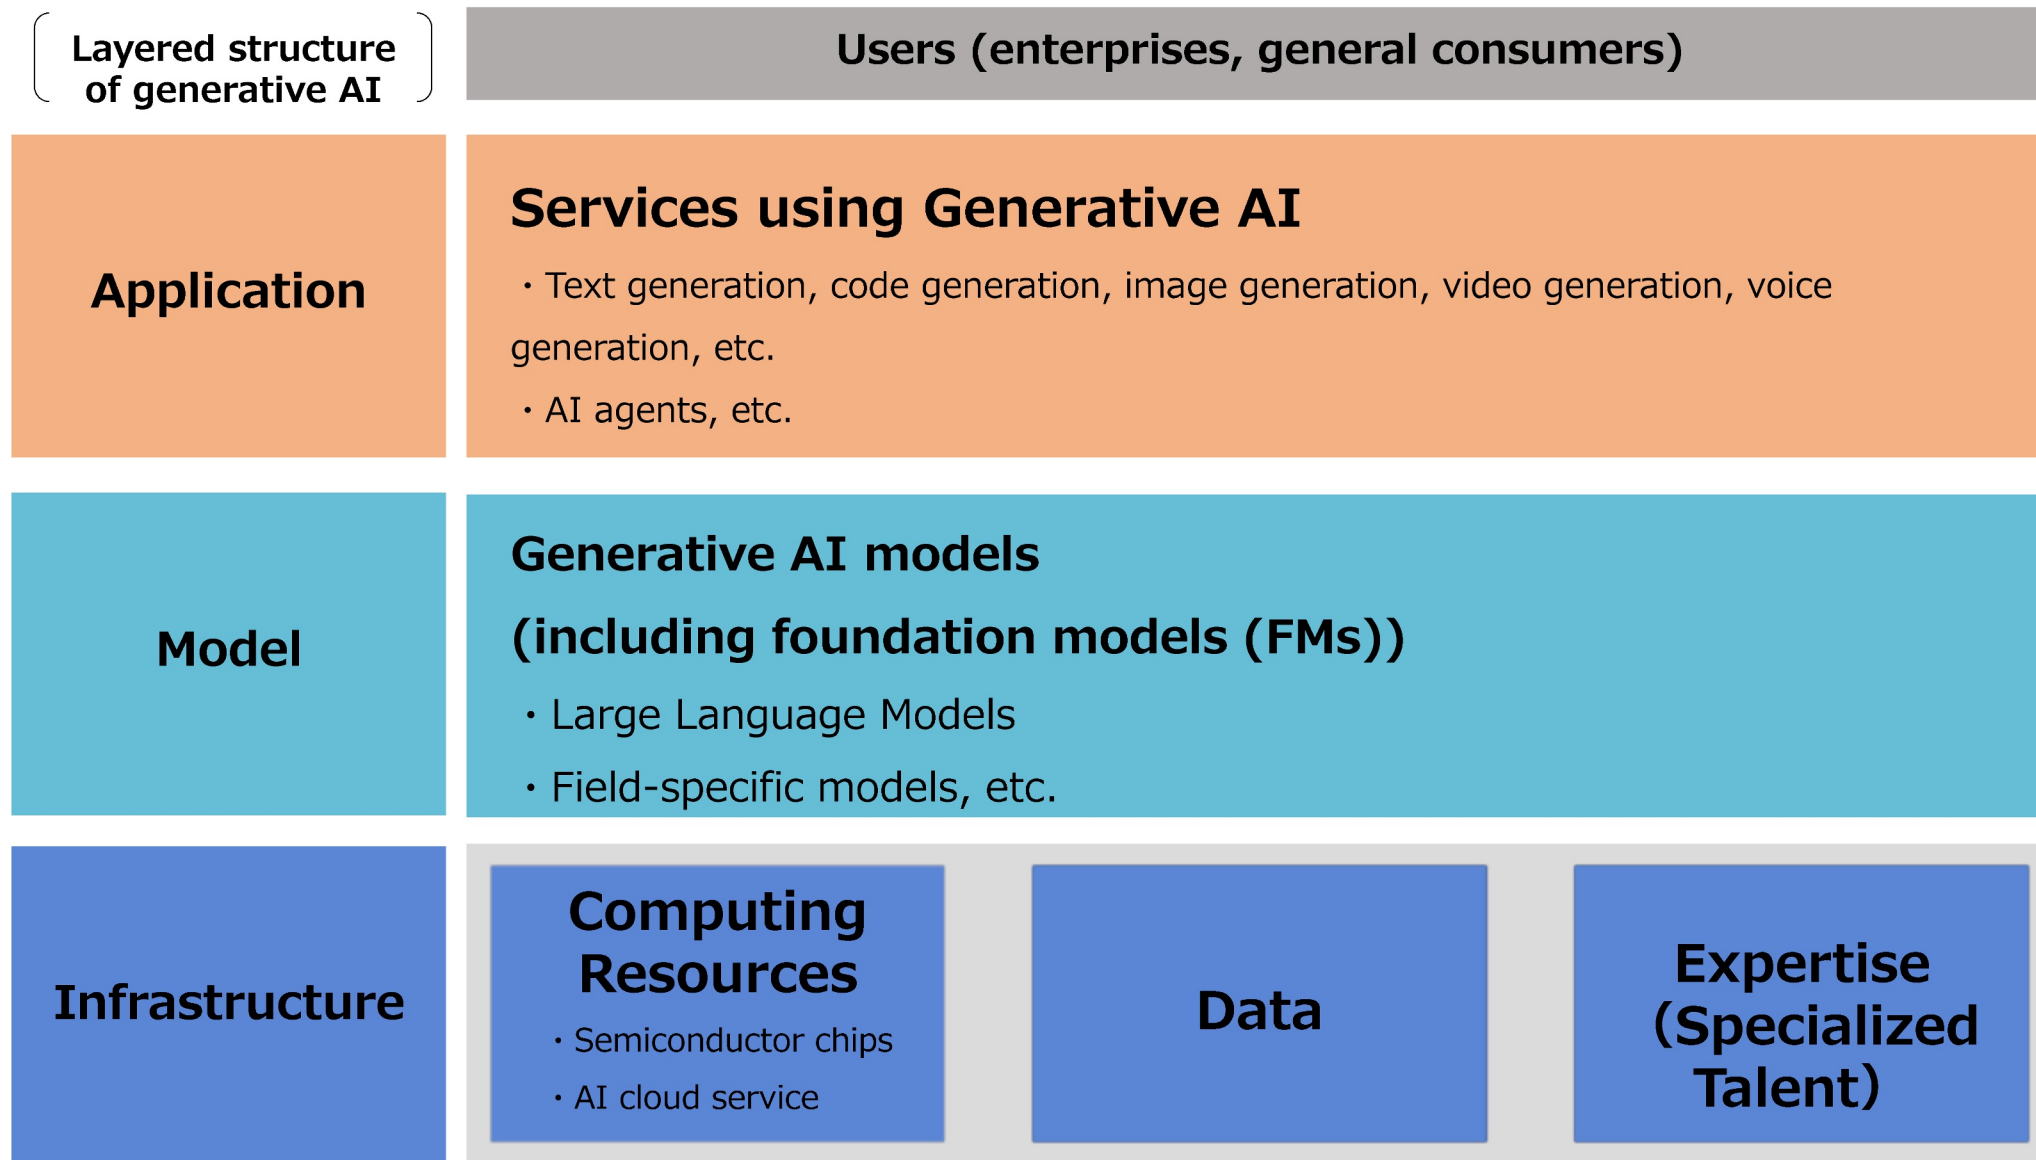 Layered structure
of generative AI
Users (enterprises, general consumers)
Application
Services using Generative AI
・Text generation, code generation, image generation, video generation, voice
generation, etc.
・AI agents, etc.
Model
Generative AI models
(including foundation models (FMs))
・Large Language Models
・Field-specific models, etc.
Infrastructure
Computing
Resources
・Semiconductor chips
・AI cloud service
Data
Expertise
（Specialized
Talent）